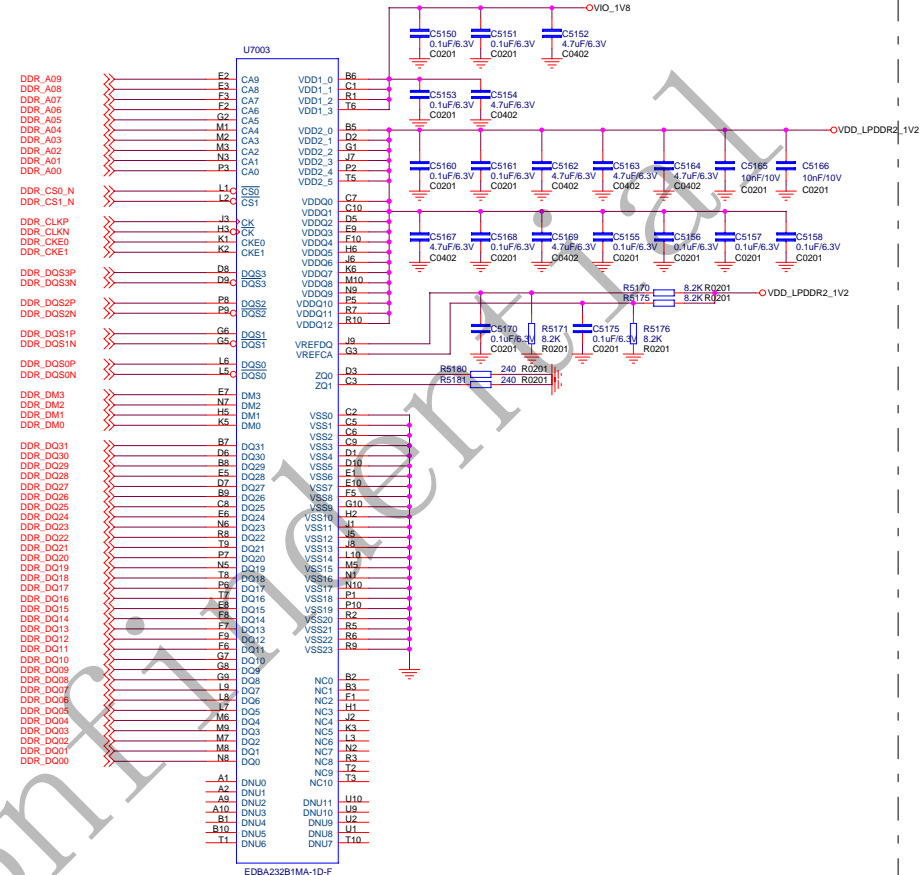 VIO_1V8
C5150 C5151 C5152
0.1uF/6.3V 0.1uF/6.3V 4.7uF/6.3V
C0201 C0201 C0402
U7003
DDR_A09 E2 CA9 VDD1_0 B6
DDR_A08 E3 CA8 VDD1_1 C1
DDR_A07 F3 CA7 VDD1_2 R1
DDR_A06 F2 CA6 VDD1_3 T6
C5153 C5154
0.1uF/6.3V 4.7uF/6.3V
C0201 C0402
DDR_A05 G2 CA5
DDR_A04 M1 CA4 VDD2_0 B5
DDR_A03 M2 CA3 VDD2_1 D2
DDR_A02 M3 CA2 VDD2_2 G1
DDR_A01 N3 CA1 VDD2_3 J7
DDR_A00 P3 CA0 VDD2_4 P2
VDD2_5 T5
VDD_LPDDR2_1V2
C5160 C5161 C5162 C5163 C5164 C5165 C5166
0.1uF/6.3V 0.1uF/6.3V 4.7uF/6.3V 4.7uF/6.3V 4.7uF/6.3V 10nF/10V 10nF/10V
C0201 C0201 C0402 C0402 C0402 C0201 C0201
DDR_CS0_N L1 CS0
DDR_CS1_N L2 CS1
VDDQ0 C7
VDDQ1 C10
DDR_CLKP J3 CK VDDQ2 D5
DDR_CLKN H3 CK VDDQ3 E9
DDR_CKE0 K1 CKE0 VDDQ4 F10
DDR_CKE1 K2 CKE1 VDDQ5 H6
VDDQ6 J6
DDR_DQS3P D8 DQS3 VDDQ7 K6
DDR_DQS3N D9 DQS3 VDDQ8 M10
VDDQ9 N9
DDR_DQS2P P8 DQS2 VDDQ10 P5
DDR_DQS2N P9 DQS2 VDDQ11 R7
VDDQ12 R10
C5167 C5168 C5169 C5155 C5156 C5157 C5158
4.7uF/6.3V 0.1uF/6.3V 4.7uF/6.3V 0.1uF/6.3V 0.1uF/6.3V 0.1uF/6.3V 0.1uF/6.3V
C0402 C0201 C0402 C0201 C0201 C0201 C0201
R5170 8.2K R0201
R5175 8.2K R0201
VDD_LPDDR2_1V2
DDR_DQS1P G6 DQS1
DDR_DQS1N G5 DQS1 VREFDQ J9
VREFCA G3
C5170 R5171 C5175 R5176
0.1uF/6.3V 8.2K 0.1uF/6.3V 8.2K
C0201 R0201 C0201 R0201
DDR_DQS0P L6 DQS0
DDR_DQS0N L5 DQS0 ZQ0 D3 R5180 240 R0201
ZQ1 C3 R5181 240 R0201
DDR_DM3 E7 DM3
DDR_DM2 N7 DM2
DDR_DM1 H5 DM1 VSS0 C2
DDR_DM0 K5 DM0 VSS1 C5
VSS2 C6
DDR_DQ31 B7 DQ31 VSS3 C9
DDR_DQ30 D6 DQ30 VSS4 D1
DDR_DQ29 B8 DQ29 VSS5 D10
DDR_DQ28 E5 DQ28 VSS6 E1
DDR_DQ27 D7 DQ27 VSS7 E10
DDR_DQ26 B9 DQ26 VSS8 F5
DDR_DQ25 C8 DQ25 VSS9 G10
DDR_DQ24 E6 DQ24 VSS10 H2
DDR_DQ23 N6 DQ23 VSS11 J1
DDR_DQ22 R8 DQ22 VSS12 J5
DDR_DQ21 T9 DQ21 VSS13 J8
DDR_DQ20 P7 DQ20 VSS14 L10
DDR_DQ19 N5 DQ19 VSS15 M5
DDR_DQ18 T8 DQ18 VSS16 N1
DDR_DQ17 P6 DQ17 VSS17 N10
DDR_DQ16 T7 DQ16 VSS18 P1
DDR_DQ15 E8 DQ15 VSS19 P10
DDR_DQ14 F8 DQ14 VSS20 R2
DDR_DQ13 F7 DQ13 VSS21 R5
DDR_DQ12 F9 DQ12 VSS22 R6
DDR_DQ11 F6 DQ11 VSS23 R9
DDR_DQ10 G7 DQ10
DDR_DQ09 G8 DQ9
DDR_DQ08 G9 DQ8 NC0 B2
DDR_DQ07 L9 DQ7 NC1 B3
DDR_DQ06 L8 DQ6 NC2 F1
DDR_DQ05 L7 DQ5 NC3 H1
DDR_DQ04 M6 DQ4 NC4 J2
DDR_DQ03 M9 DQ3 NC5 K3
DDR_DQ02 M7 DQ2 NC6 L3
DDR_DQ01 M8 DQ1 NC7 N2
DDR_DQ00 N8 DQ0 NC8 R3
NC9 T2
A1 DNU0 NC10 T3
A2 DNU1
A9 DNU2 DNU11 U10
A10 DNU3 DNU10 U9
B1 DNU4 DNU9 U2
B10 DNU5 DNU8 U1
T1 DNU6 DNU7 T10
EDBA232B1MA-1D-F
onfindential